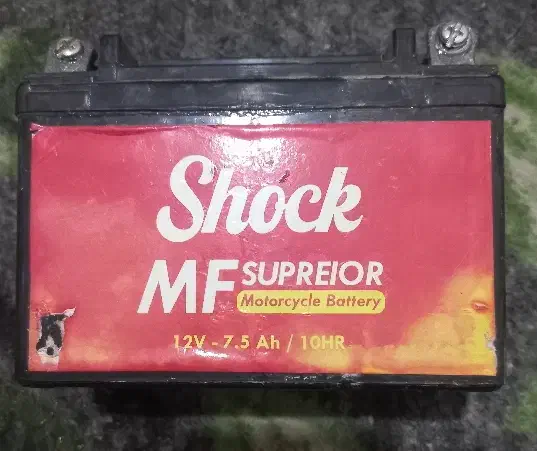 Shock
MF SUPREIOR
Motorcycle Battery
12V - 7.5 Ah / 10HR